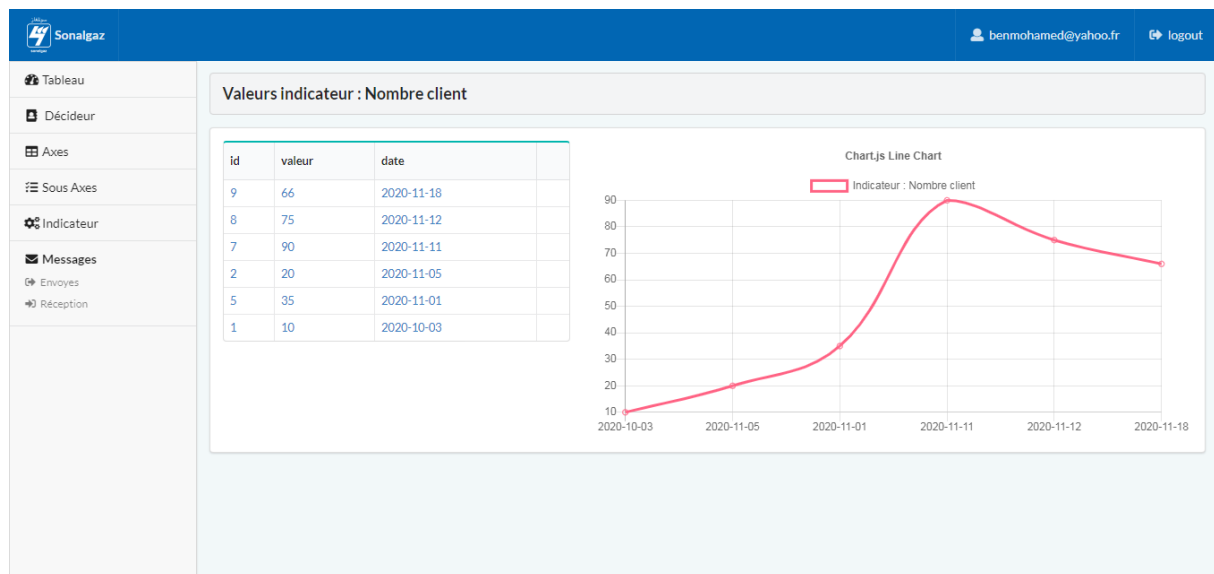 Sonalgaz
benmohamed@yahoo.fr
logout
Tableau
Décideur
Axes
Sous Axes
Indicateur
Messages
Envoyes
Réception
Valeurs indicateur : Nombre client
id valeur date
9 66 2020-11-18
8 75 2020-11-12
7 90 2020-11-11
2 20 2020-11-05
5 35 2020-11-01
1 10 2020-10-03
Chart.js Line Chart
Indicateur : Nombre client
90
80
70
60
50
40
30
20
10
2020-10-03 2020-11-05 2020-11-01 2020-11-11 2020-11-12 2020-11-18